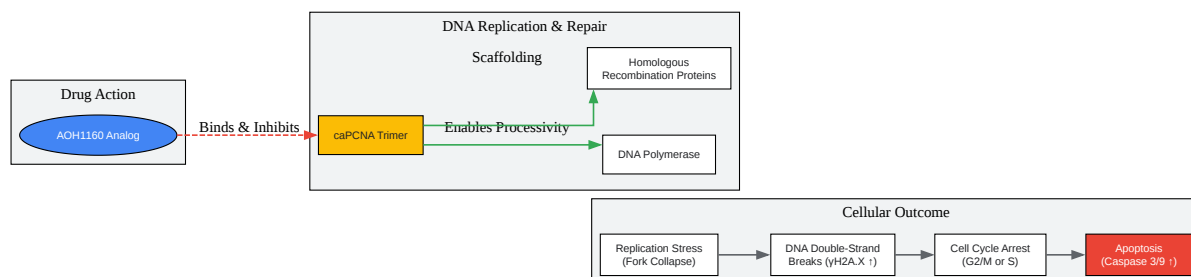 DNA Replication & Repair
Scaffolding
Homologous
Recombination Proteins
Drug Action
AOH1160 Analog
Binds & Inhibits
caPCNA Trimer
Enables Processivity
DNA Polymerase
Cellular Outcome
Replication Stress
(Fork Collapse)
DNA Double-Strand
Breaks (γH2A.X ↑)
Cell Cycle Arrest
(G2/M or S)
Apoptosis
(Caspase 3/9 ↑)